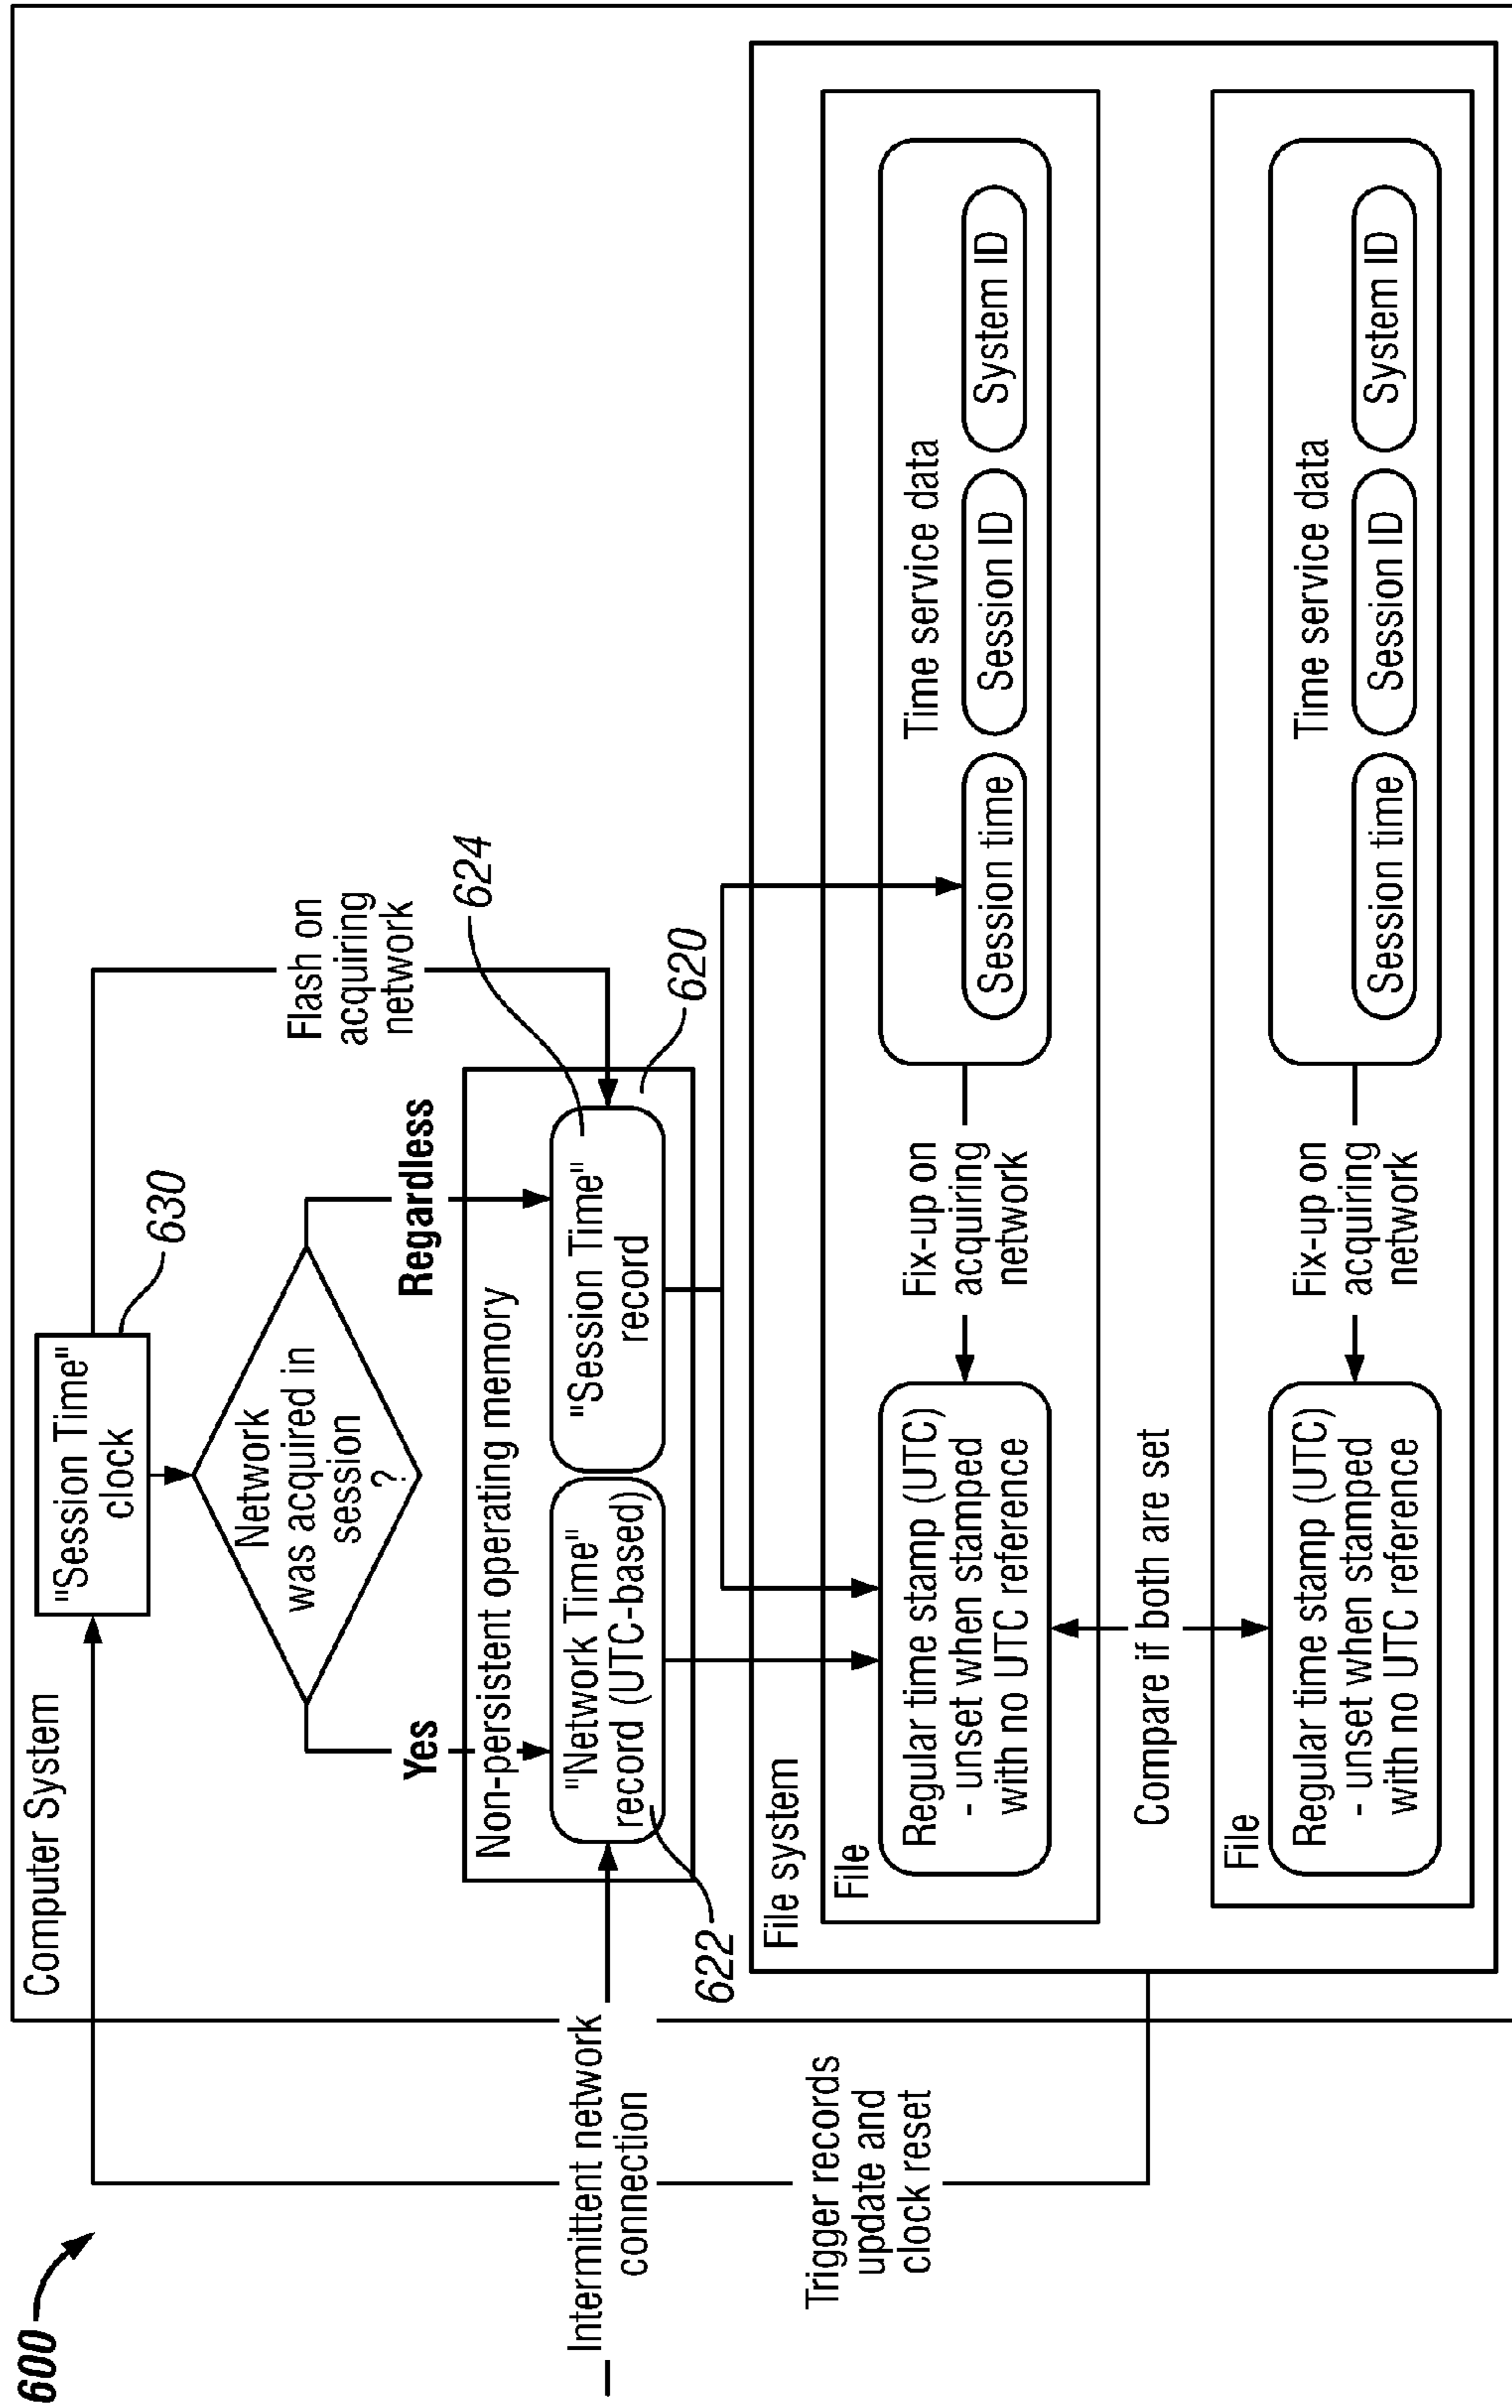 600
Computer System
"Session Time"
clock
630
Network
was acquired in
session
?
Flash on
acquiring
network
Yes
Regardless
624
Non-persistent operating memory
"Network Time"
record (UTC-based)
"Session Time"
record
620
622
Intermittent network
connection
Trigger records
update and
clock reset
File system
File
Regular time stamp (UTC)
- unset when stamped
with no UTC reference
Fix-up on
acquiring
network
Time service data
Session time
Session ID
System ID
Compare if both are set
File
Regular time stamp (UTC)
- unset when stamped
with no UTC reference
Fix-up on
acquiring
network
Time service data
Session time
Session ID
System ID